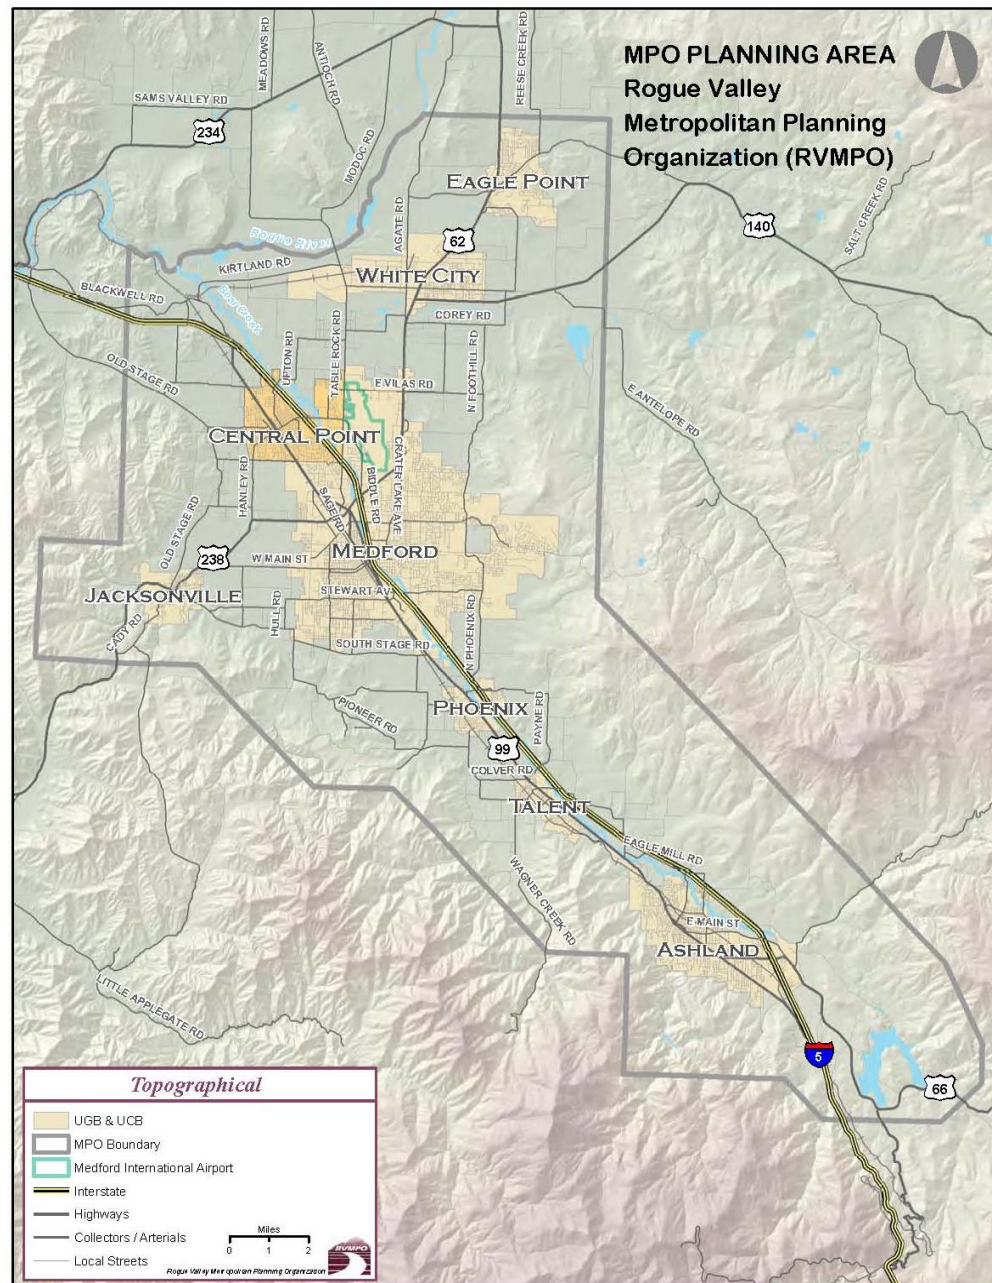 MPO PLANNING AREA
Rogue Valley
Metropolitan Planning
Organization (RVMPO)
MEADOWS RD
ANTIOCH RD
REESE CREEK RD
SAMS VALLEY RD
234
MODOC RD
EAGLE POINT
SALT CREEK RD
AGATE RD
140
62
Rogue River
KIRTLAND RD
WHITE CITY
BLACKWELL RD
Bear Creek
COREY RD
TABLE ROCK RD
UPTON RD
OLD STAGE RD
N FOOTHILL RD
E VILAS RD
E ANTELOPE RD
CENTRAL POINT
CRATER LAKE AVE
HANLEY RD
SAGE RD
BIDDLE RD
OLD STAGE RD
238
W MAIN ST
MEDFORD
STEWART AV
JACKSONVILLE
HULL RD
CADY RD
SOUTH STAGE RD
N PHOENIX RD
PHOENIX
PIONEER RD
PAYNE RD
99
COLVER RD
TALENT
EAGLE MILL RD
WAGNER CREEK RD
E MAIN ST
ASHLAND
LITTLE APPLEGATE RD
5
66
Topographical
UGB & UCB
MPO Boundary
Medford International Airport
Interstate
Highways
Collectors / Arterials
Local Streets
Miles
0 1 2
RVMPO
Rogue Valley Metropolitan Planning Organization